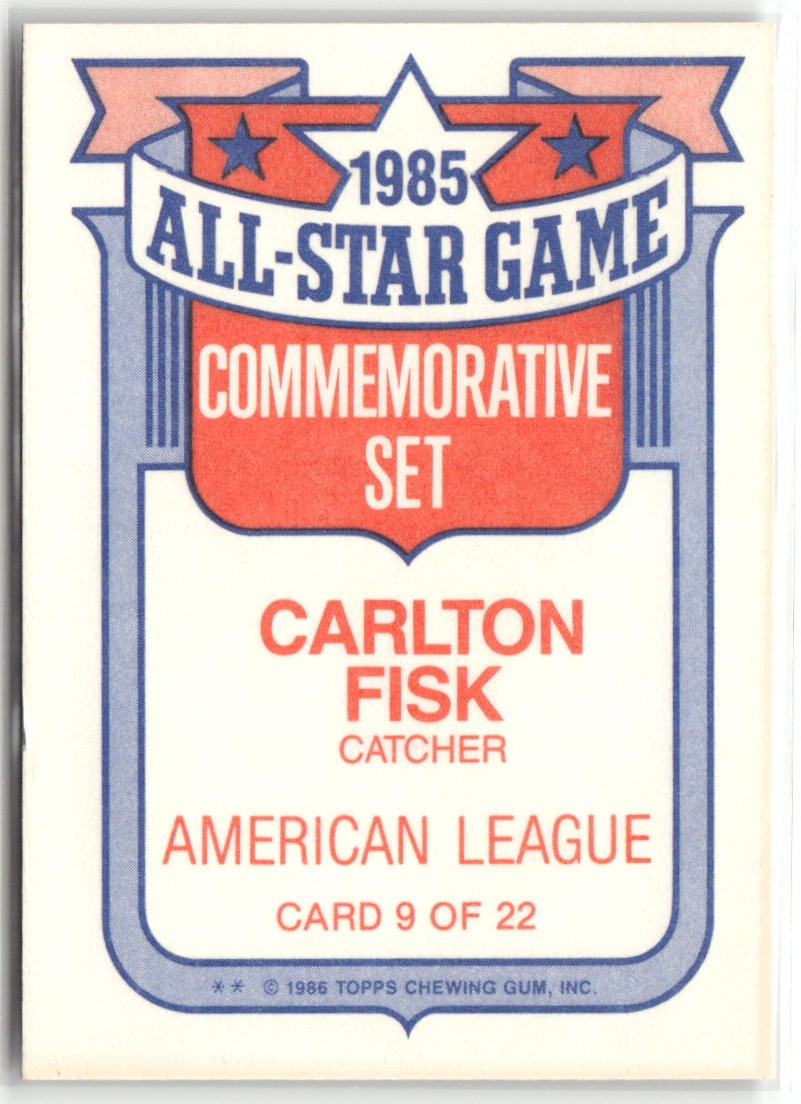 1985
ALL-STAR GAME
COMMEMORATIVE
SET
CARLTON
FISK
CATCHER
AMERICAN LEAGUE
CARD 9 OF 22
** © 1986 TOPPS CHEWING GUM, INC.